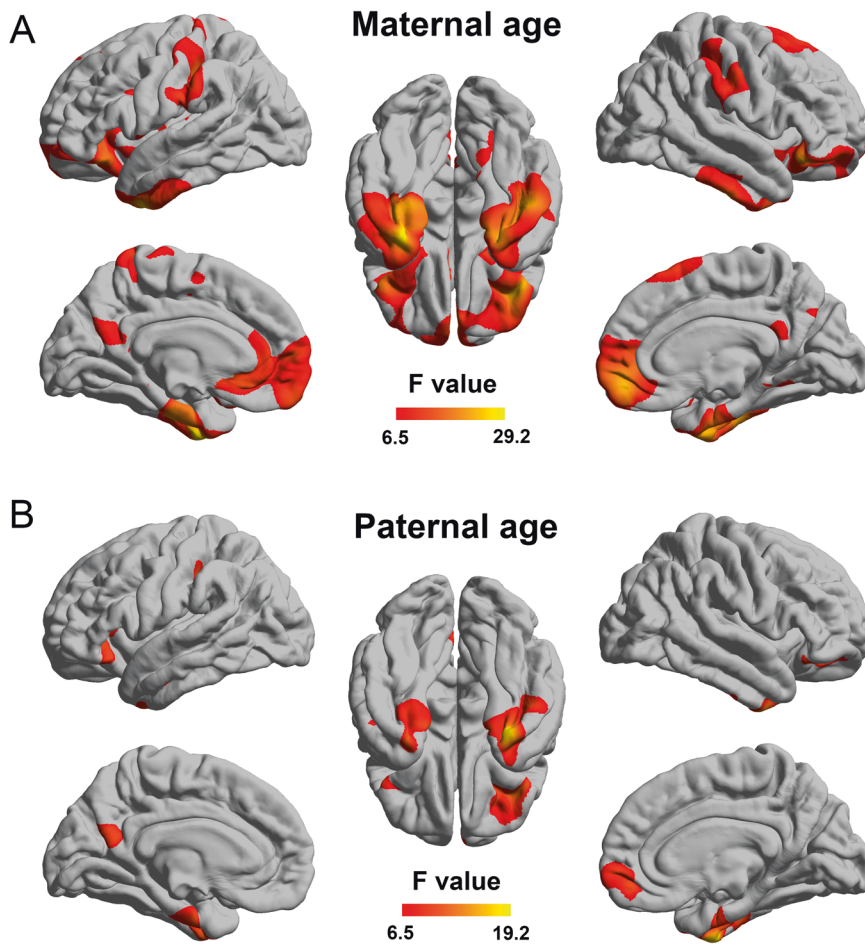 A
Maternal age
F value
6.5 29.2
B
Paternal age
F value
6.5 19.2